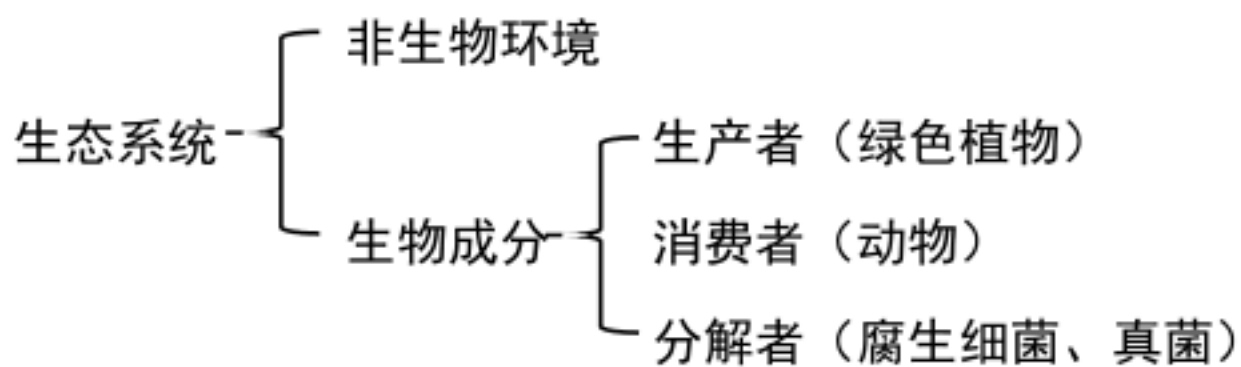 非生物环境
生态系统
生产者（绿色植物）
生物成分
消费者（动物）
分解者（腐生细菌、真菌）